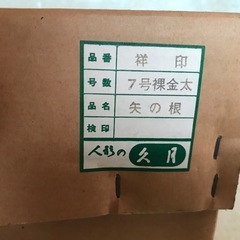 品番 祥印
号数 7号裸金太
品名 矢の根
検印
人形の久月